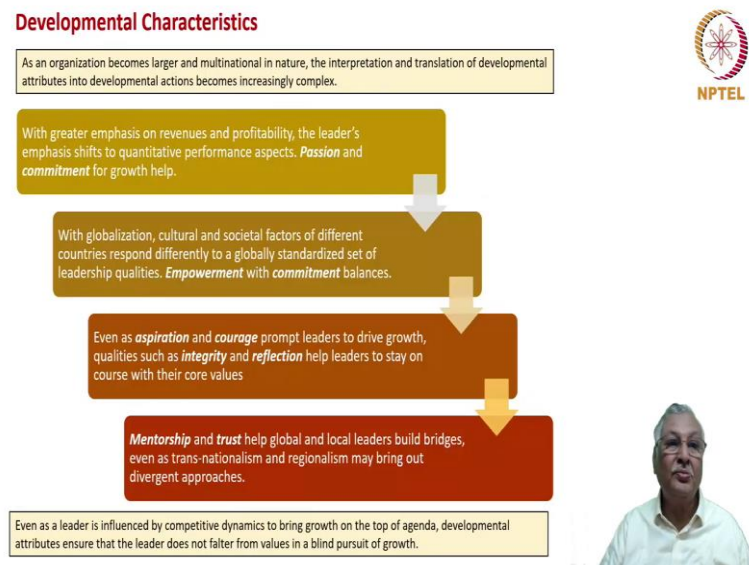 Developmental Characteristics
As an organization becomes larger and multinational in nature, the interpretation and translation of developmental
attributes into developmental actions becomes increasingly complex.
NPTEL
With greater emphasis on revenues and profitability, the leader's
emphasis shifts to quantitative performance aspects. Passion and
commitment for growth help.
With globalization, cultural and societal factors of different
countries respond differently to a globally standardized set of
leadership qualities. Empowerment with commitment balances.
Even as aspiration and courage prompt leaders to drive growth,
qualities such as integrity and reflection help leaders to stay on
course with their core values
Mentorship and trust help global and local leaders build bridges,
even as trans-nationalism and regionalism may bring out
divergent approaches.
Even as a leader is influenced by competitive dynamics to bring growth on the top of agenda, developmental
attributes ensure that the leader does not falter from values in a blind pursuit of growth.